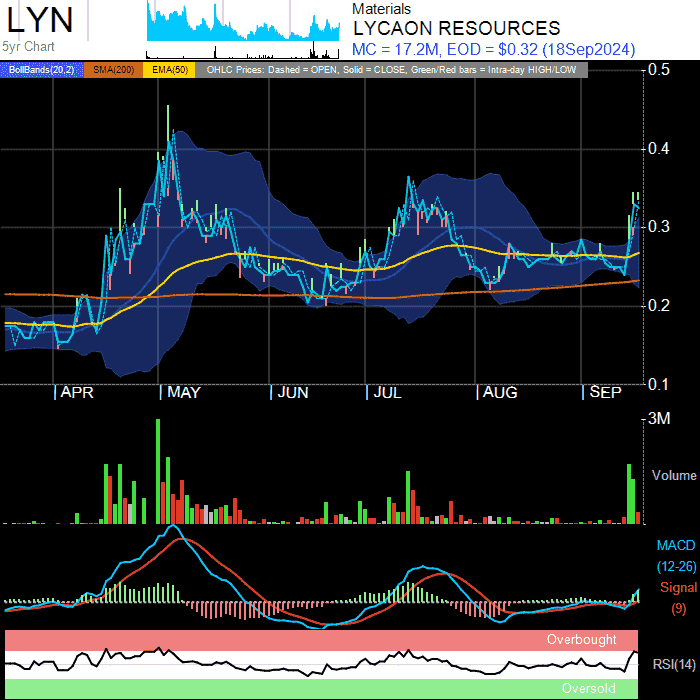 LYN
5yr Chart
Materials
LYCAON RESOURCES
MC = 17.2M, EOD = $0.32 (18Sep2024)
BollBands(20,2) SMA(200) EMA(50) OHLC Prices: Dashed = OPEN, Solid = CLOSE, Green/Red bars = Intra-day HIGH/LOW
0.5
0.4
0.3
0.2
0.1
APR MAY JUN JUL AUG SEP
3M
Volume
MACD
(12-26)
Signal
(9)
Overbought
RSI(14)
Oversold